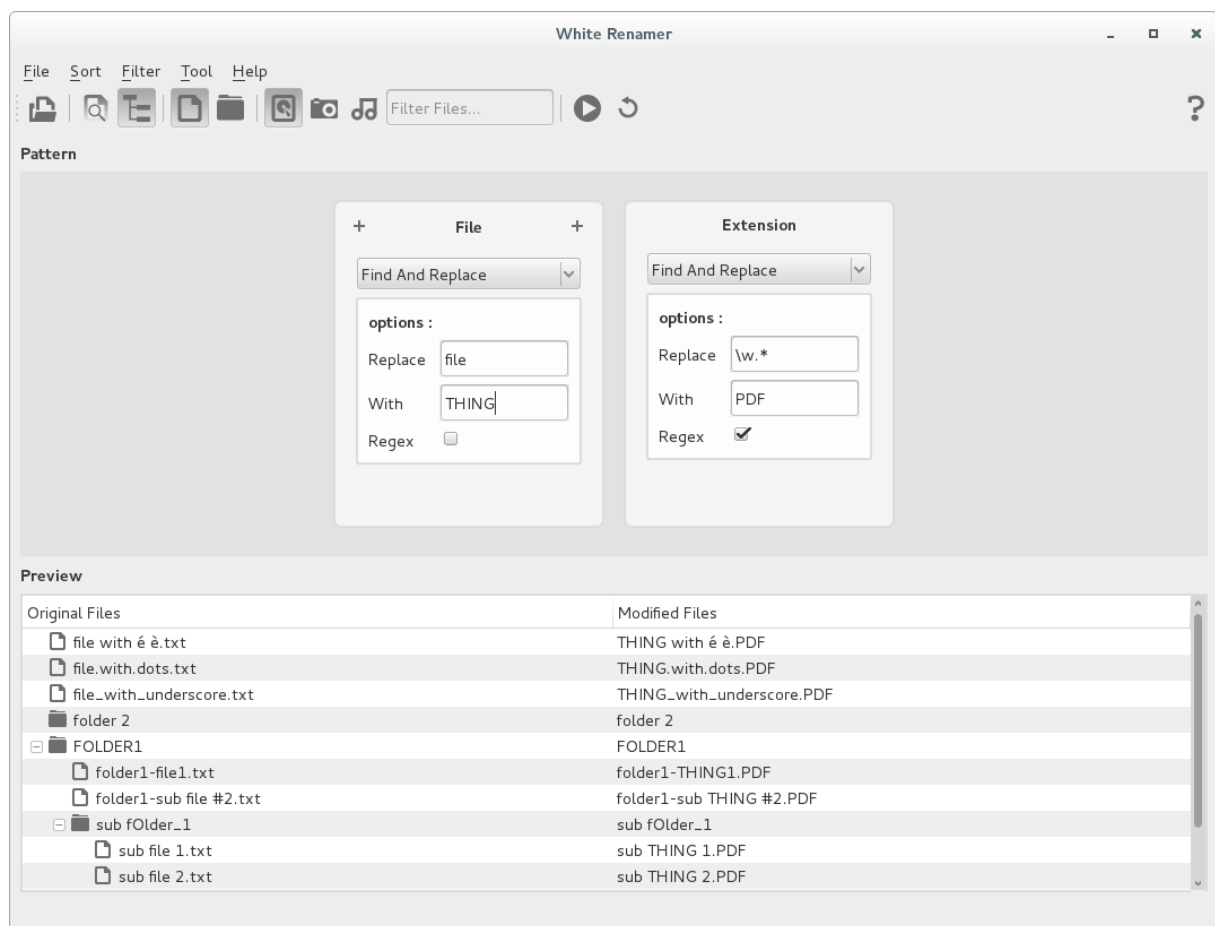 White Renamer
File Sort Filter Tool Help
Filter Files...
?
Pattern
+ File +
Find And Replace
options :
Replace file
With THING
Regex
Extension
Find And Replace
options :
Replace \w.*
With PDF
Regex
Preview
Original Files Modified Files
file with é è.txt THING with é è.PDF
file.with.dots.txt THING.with.dots.PDF
file_with_underscore.txt THING_with_underscore.PDF
folder 2 folder 2
FOLDER1 FOLDER1
folder1-file1.txt folder1-THING1.PDF
folder1-sub file #2.txt folder1-sub THING #2.PDF
sub fOlder_1 sub fOlder_1
sub file 1.txt sub THING 1.PDF
sub file 2.txt sub THING 2.PDF